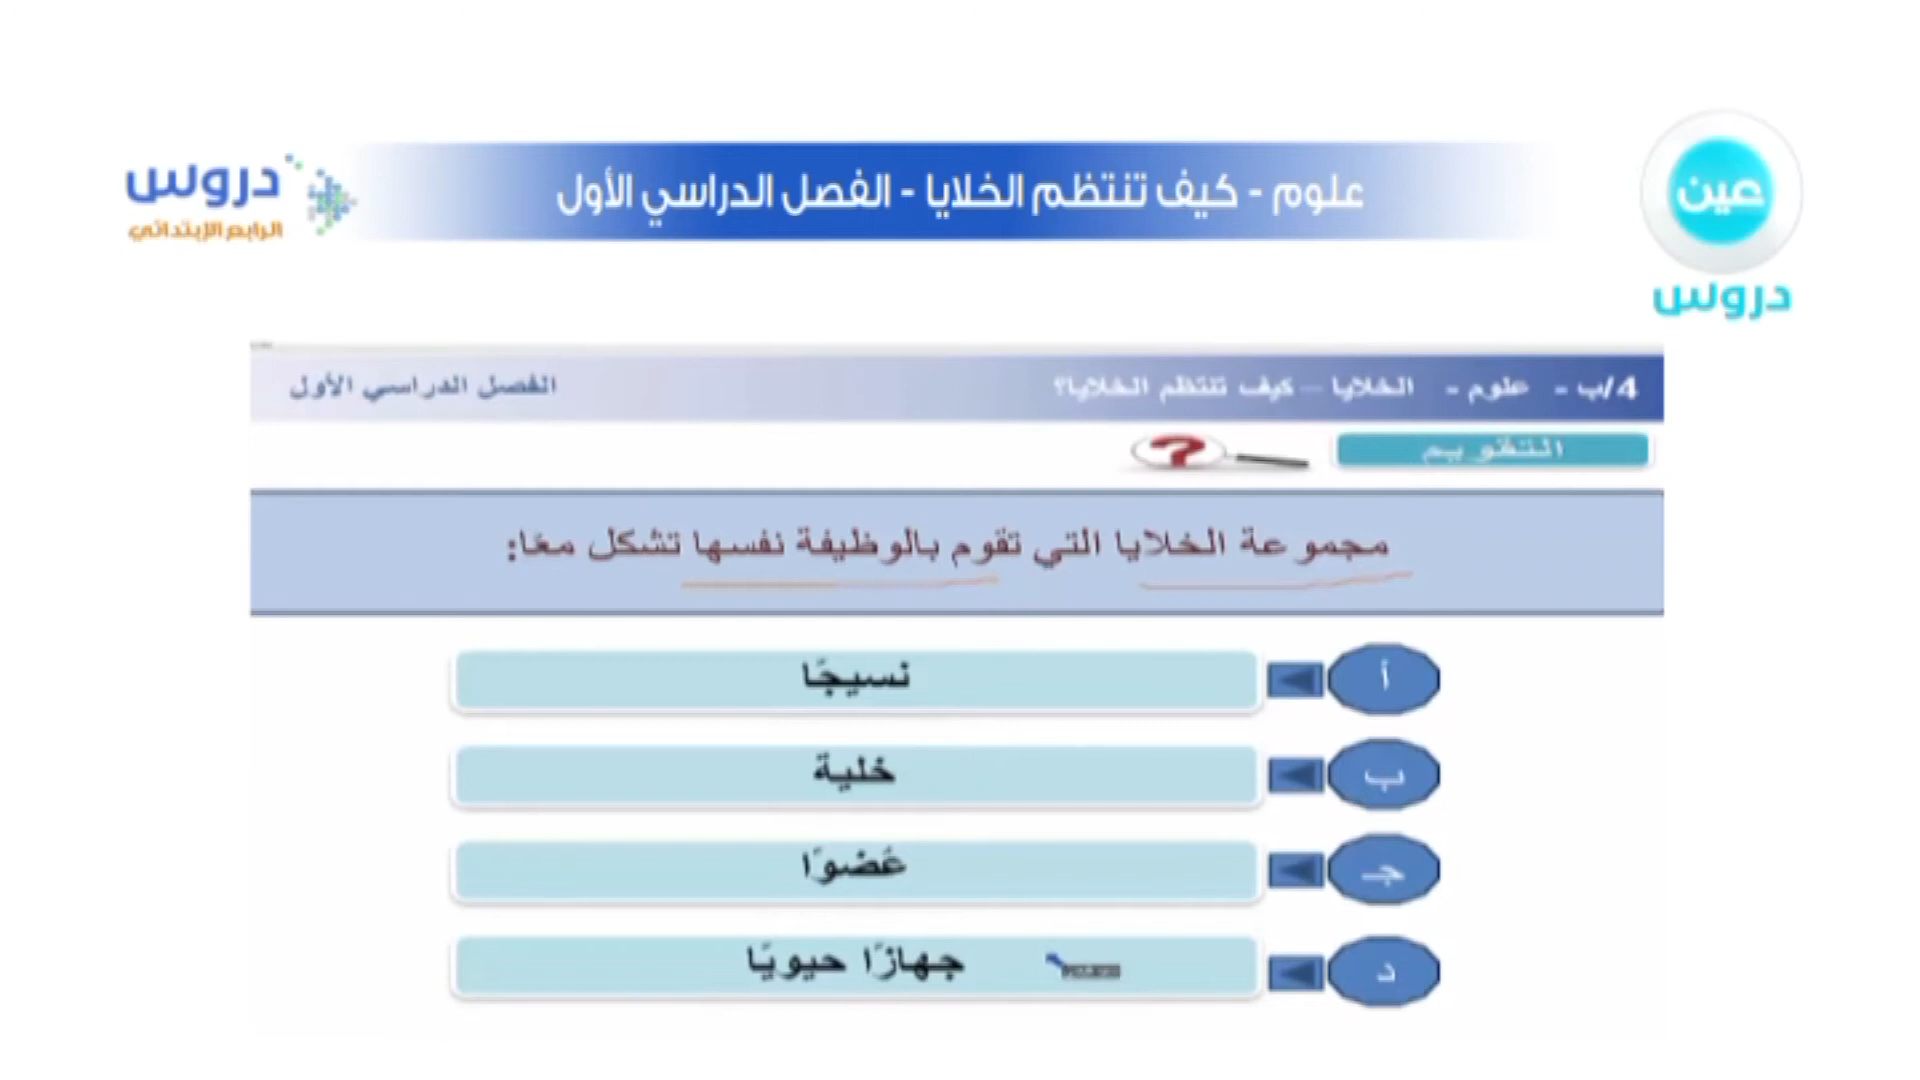 علوم - كيف تنتظم الخلايا - الفصل الدراسي الأول
عين
دروس
دروس
الرابع الإبتدائي
4/ب - علوم - الخلايا – كيف تنتظم الخلايا؟
الفصل الدراسي الأول
التقويم
?
مجموعة الخلايا التي تقوم بالوظيفة نفسها تشكل معًا:
أ
نسيجًا
ب
خلية
جـ
عُضوًا
د
جهازًا حيويًا